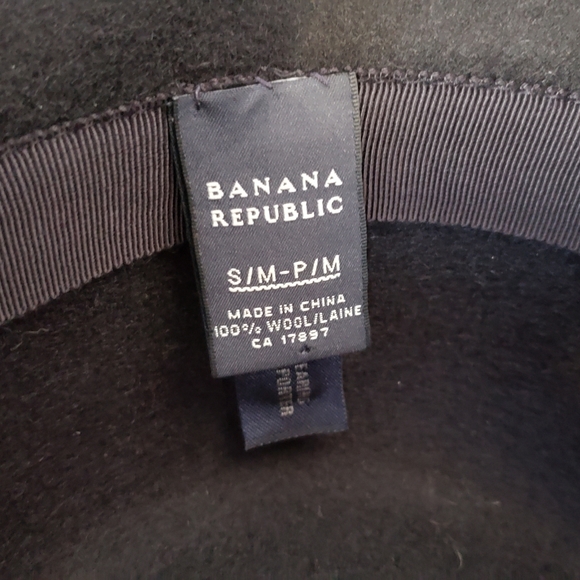 BANANA
REPUBLIC
S/M-P/M
MADE IN CHINA
100% WOOL/LAINE
CA 17897